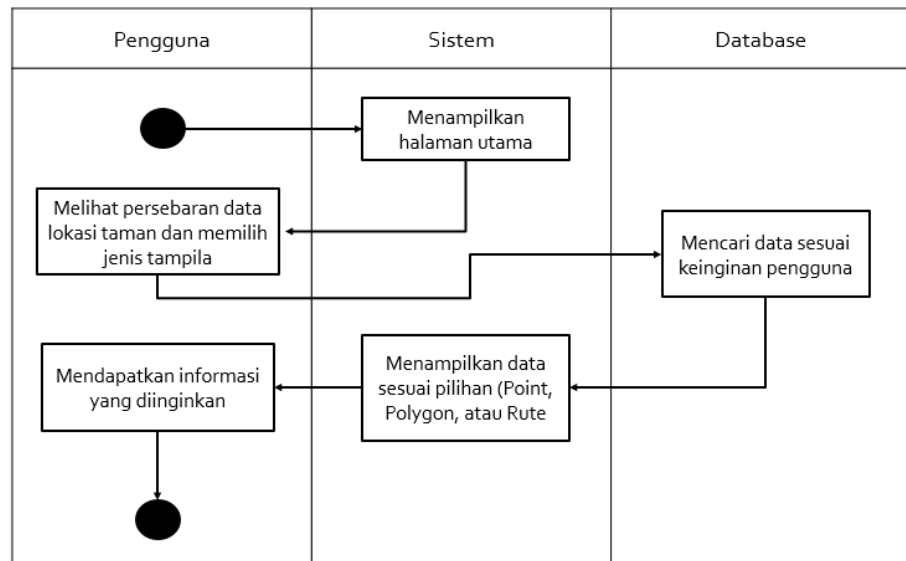 Pengguna
Sistem
Database
Menampilkan
halaman utama
Melihat persebaran data
lokasi taman dan memilih
jenis tampila
Mencari data sesuai
keinginan pengguna
Menampilkan data
sesuai pilihan (Point,
Polygon, atau Rute
Mendapatkan informasi
yang diinginkan